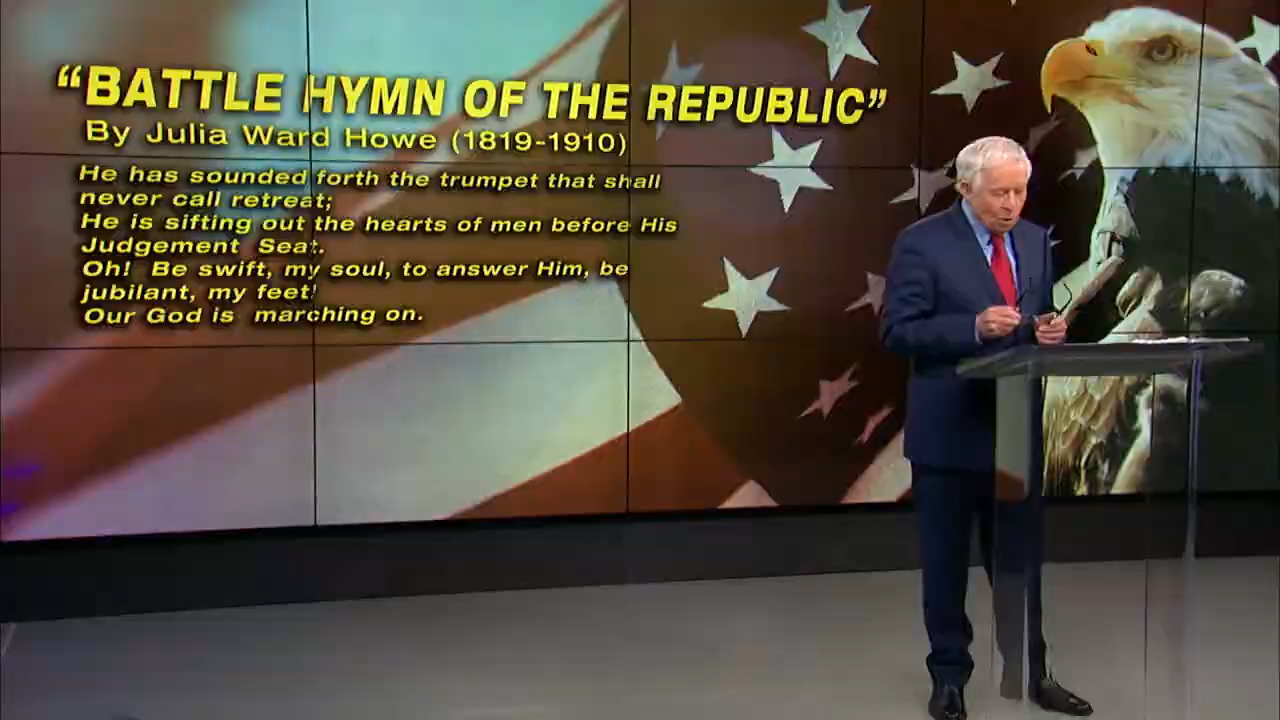 “BATTLE HYMN OF THE REPUBLIC”
By Julia Ward Howe (1819-1910)
He has sounded forth the trumpet that shall
never call retreat;
He is sifting out the hearts of men before His
Judgement Seat.
Oh! Be swift, my soul, to answer Him, be
jubilant, my feet!
Our God is marching on.